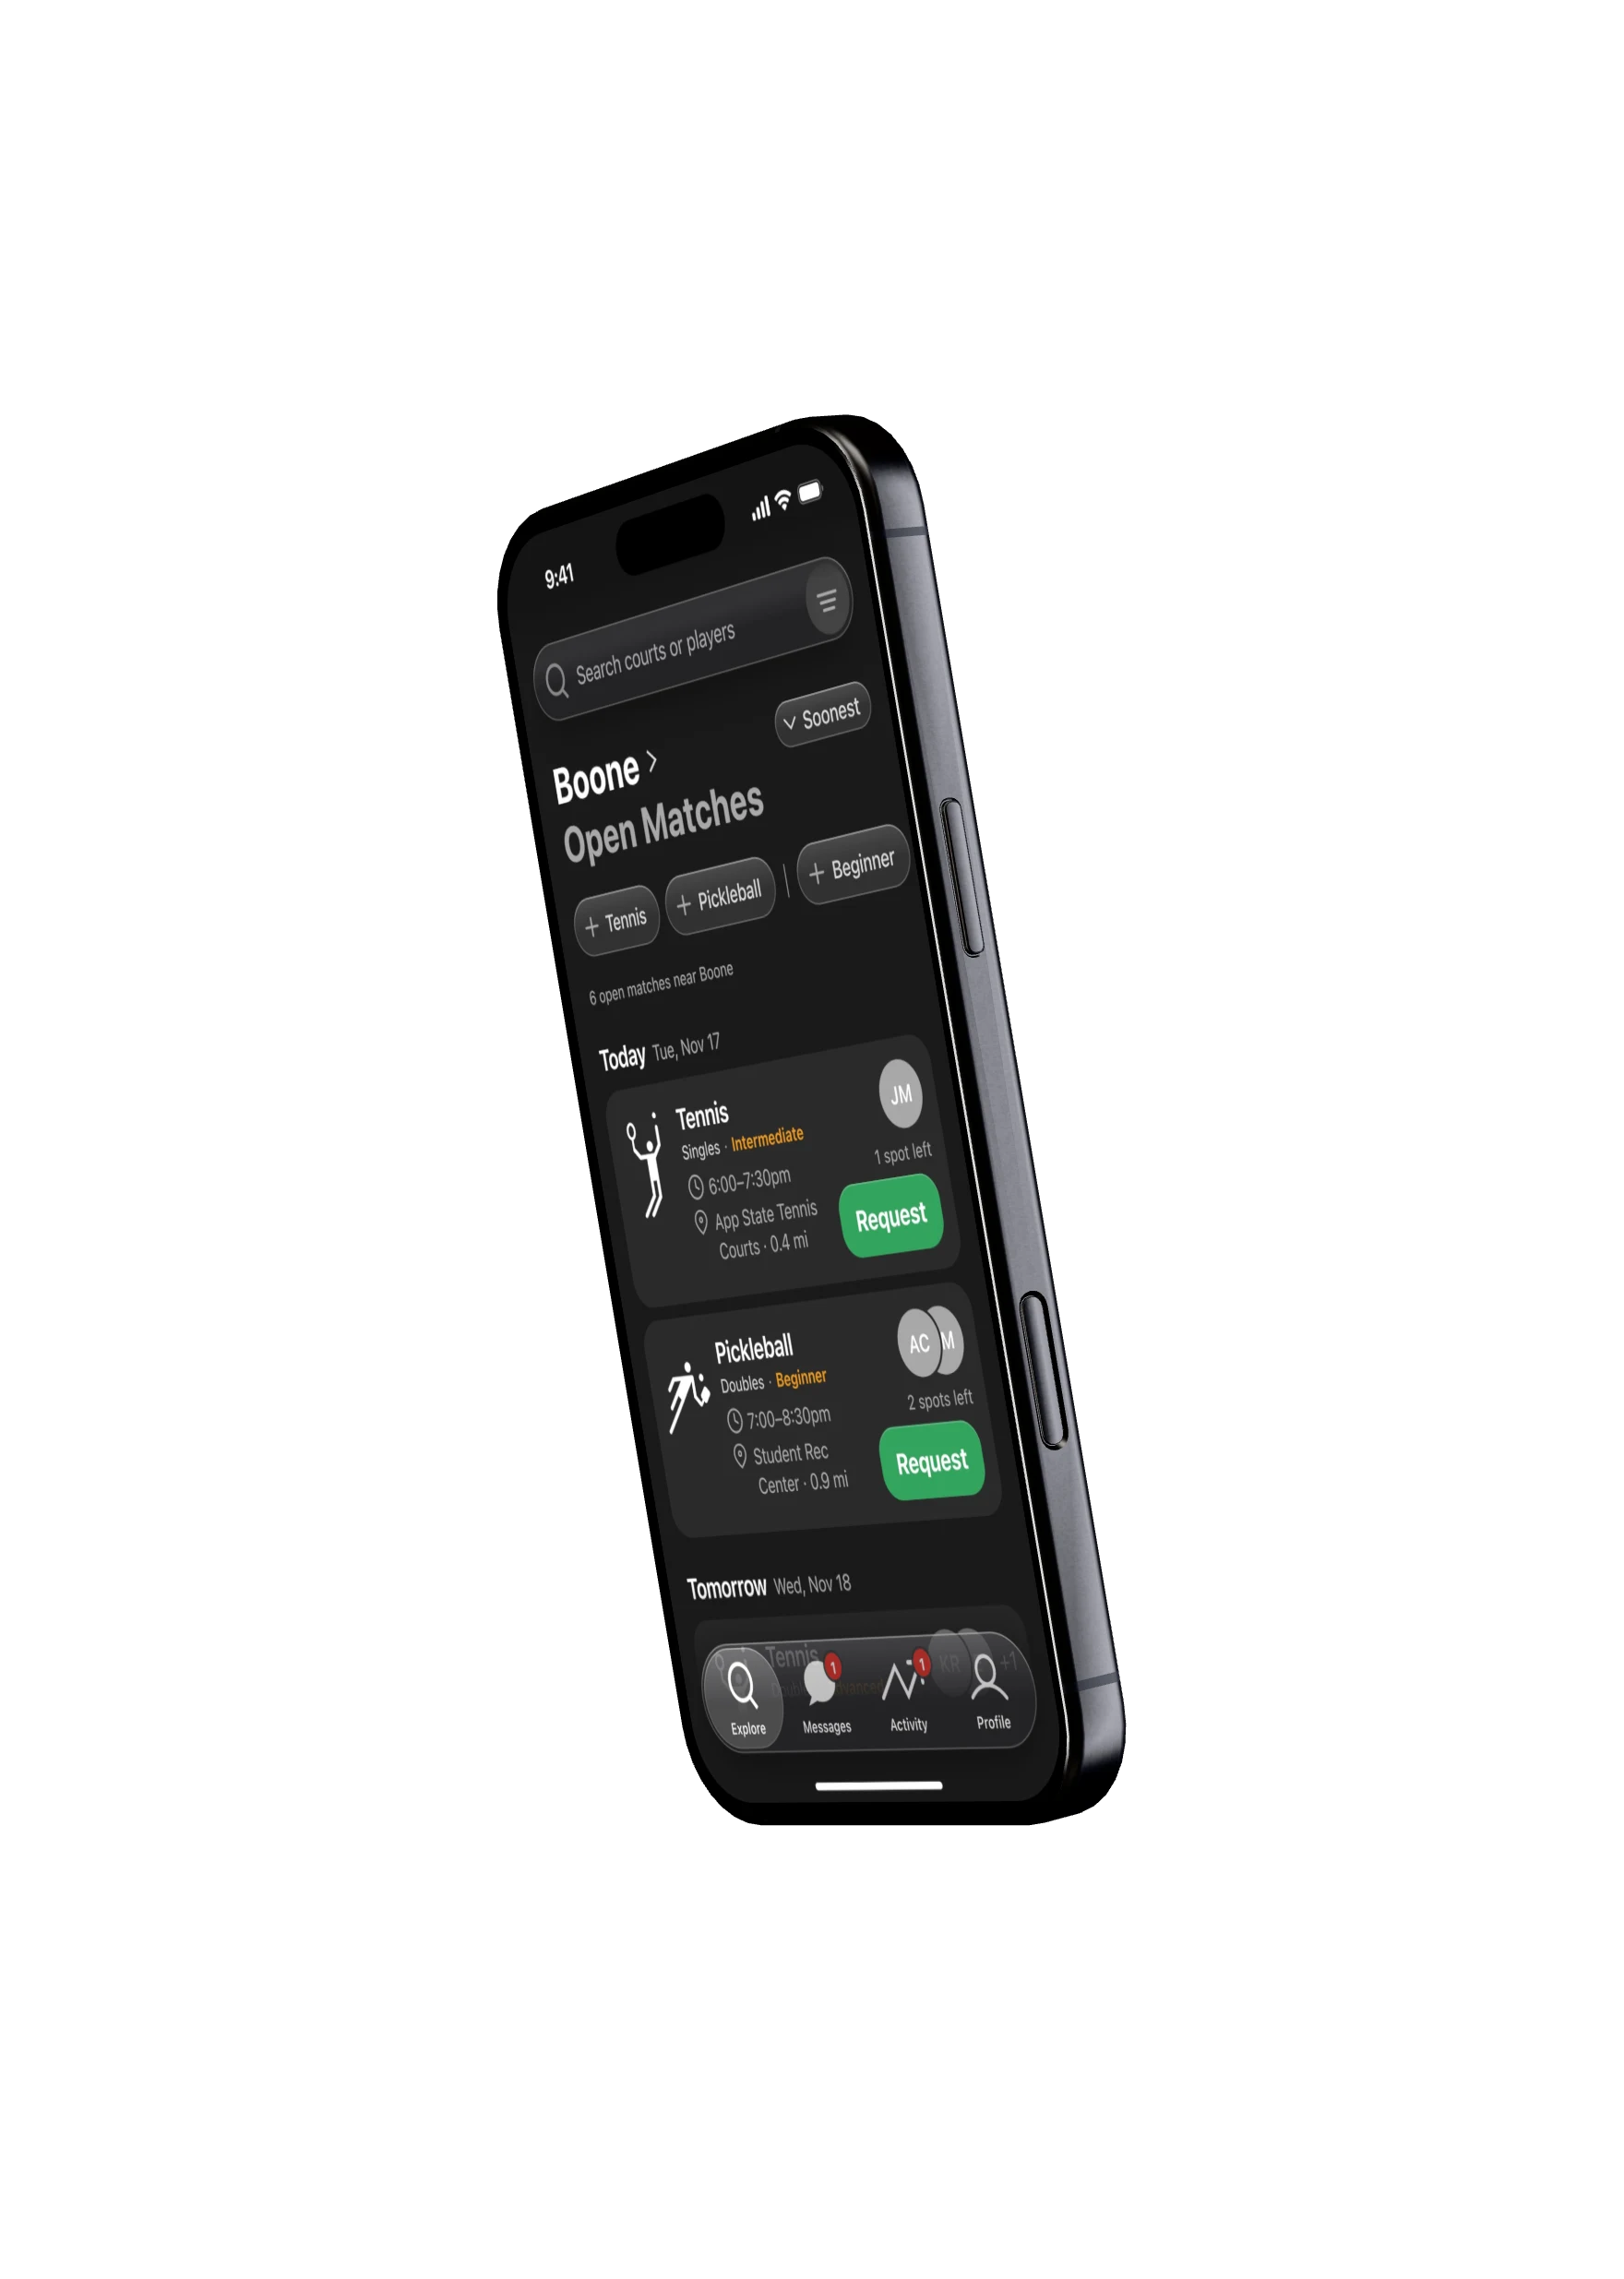 9:41
Search courts or players
Soonest
Boone
Open Matches
Tennis
Pickleball
Beginner
6 open matches near Boone
Today Tue, Nov 17
Tennis
JM
Singles · Intermediate
6:00–7:30pm
1 spot left
App State Tennis
Courts · 0.4 mi
Request
Pickleball
AC M
Doubles · Beginner
7:00–8:30pm
2 spots left
Student Rec
Center · 0.9 mi
Request
Tomorrow Wed, Nov 18
Tennis
KR +1
1
1
Explore
Messages
Activity
Profile